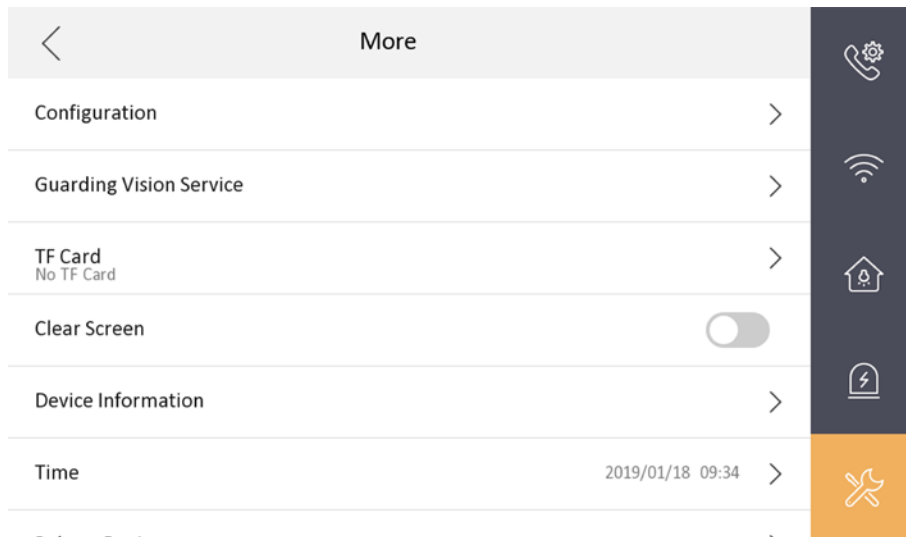 More
Configuration
Guarding Vision Service
TF Card
No TF Card
Clear Screen
Device Information
Time
2019/01/18 09:34